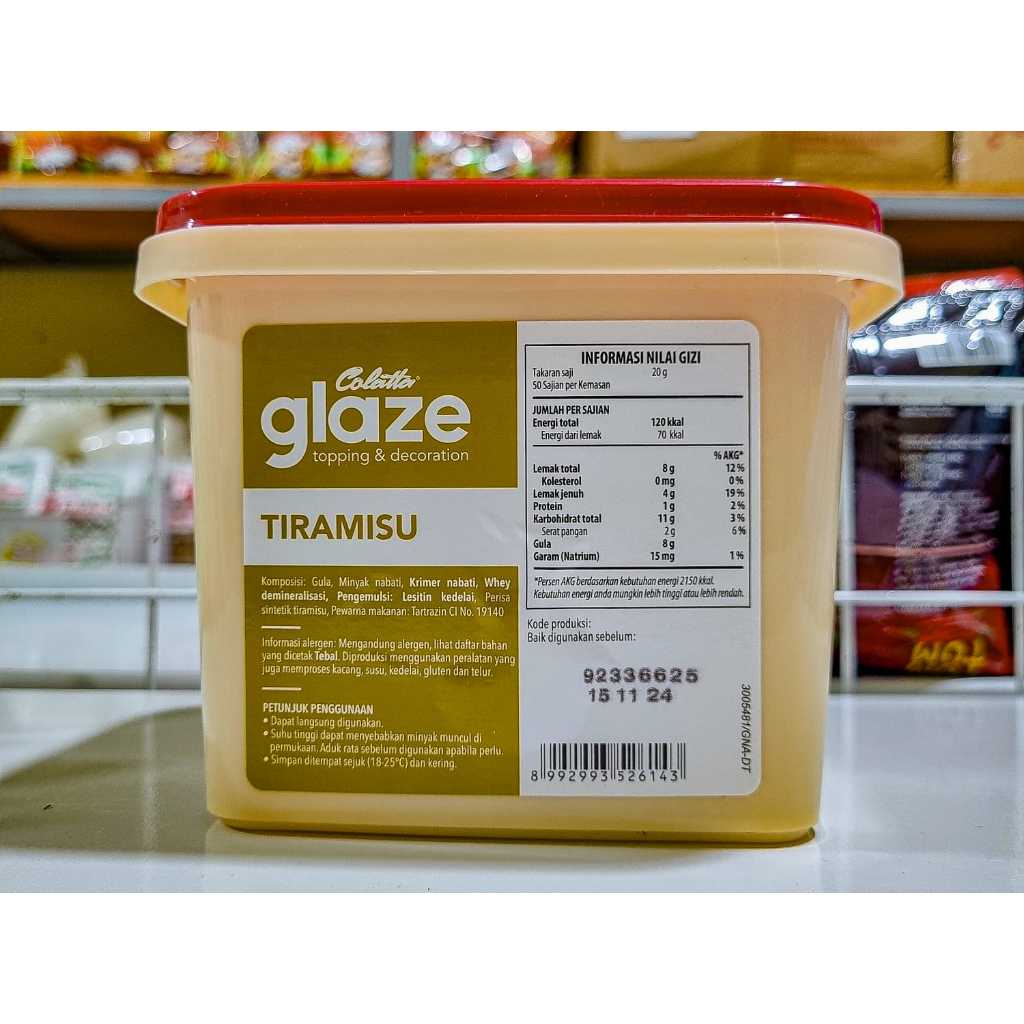 Colatta
glaze
topping & decoration
TIRAMISU
Komposisi: Gula, Minyak nabati, Krimer nabati, Whey
demineralisasi, Pengemulsi: Lesitin kedelai, Perisa
sintetik tiramisu, Pewarna makanan: Tartrazin CI No. 19140
Informasi alergen: Mengandung alergen, lihat daftar bahan
yang dicetak Tebal. Diproduksi menggunakan peralatan yang
juga memproses kacang, susu, kedelai, gluten dan telur.
PETUNJUK PENGGUNAAN
• Dapat langsung digunakan.
• Suhu tinggi dapat menyebabkan minyak muncul di
permukaan. Aduk rata sebelum digunakan apabila perlu.
• Simpan ditempat sejuk (18-25°C) dan kering.
INFORMASI NILAI GIZI
Takaran saji 20 g
50 Sajian per Kemasan
JUMLAH PER SAJIAN
Energi total 120 kkal
Energi dari lemak 70 kkal
% AKG*
Lemak total 8 g 12 %
Kolesterol 0 mg 0 %
Lemak jenuh 4 g 19 %
Protein 1 g 2 %
Karbohidrat total 11 g 3 %
Serat pangan 2 g 6 %
Gula 8 g
Garam (Natrium) 15 mg 1 %
*Persen AKG berdasarkan kebutuhan energi 2150 kkal.
Kebutuhan energi anda mungkin lebih tinggi atau lebih rendah.
Kode produksi:
Baik digunakan sebelum:
92336625
15 11 24
8 992993 526143
3005481/GNA-DT